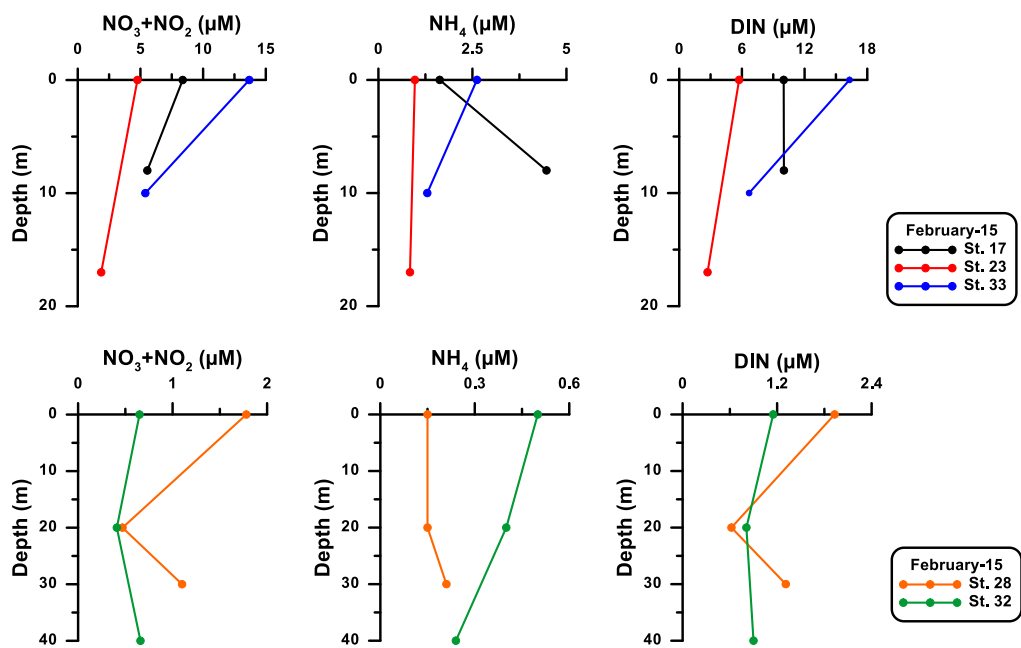 NO₃+NO₂ (µM)
0 5 10 15
Depth (m)
0
10
20
NH₄ (µM)
0 2.5 5
Depth (m)
0
10
20
DIN (µM)
0 6 12 18
Depth (m)
0
10
20
February-15
St. 17
St. 23
St. 33
NO₃+NO₂ (µM)
0 1 2
Depth (m)
0
10
20
30
40
NH₄ (µM)
0 0.3 0.6
Depth (m)
0
10
20
30
40
DIN (µM)
0 1.2 2.4
Depth (m)
0
10
20
30
40
February-15
St. 28
St. 32